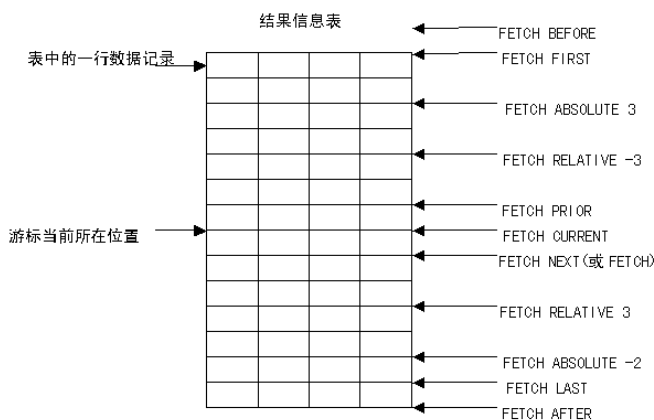 结果信息表
FETCH BEFORE
表中的一行数据记录
FETCH FIRST
FETCH ABSOLUTE 3
FETCH RELATIVE -3
FETCH PRIOR
游标当前所在位置
FETCH CURRENT
FETCH NEXT(或 FETCH)
FETCH RELATIVE 3
FETCH ABSOLUTE -2
FETCH LAST
FETCH AFTER